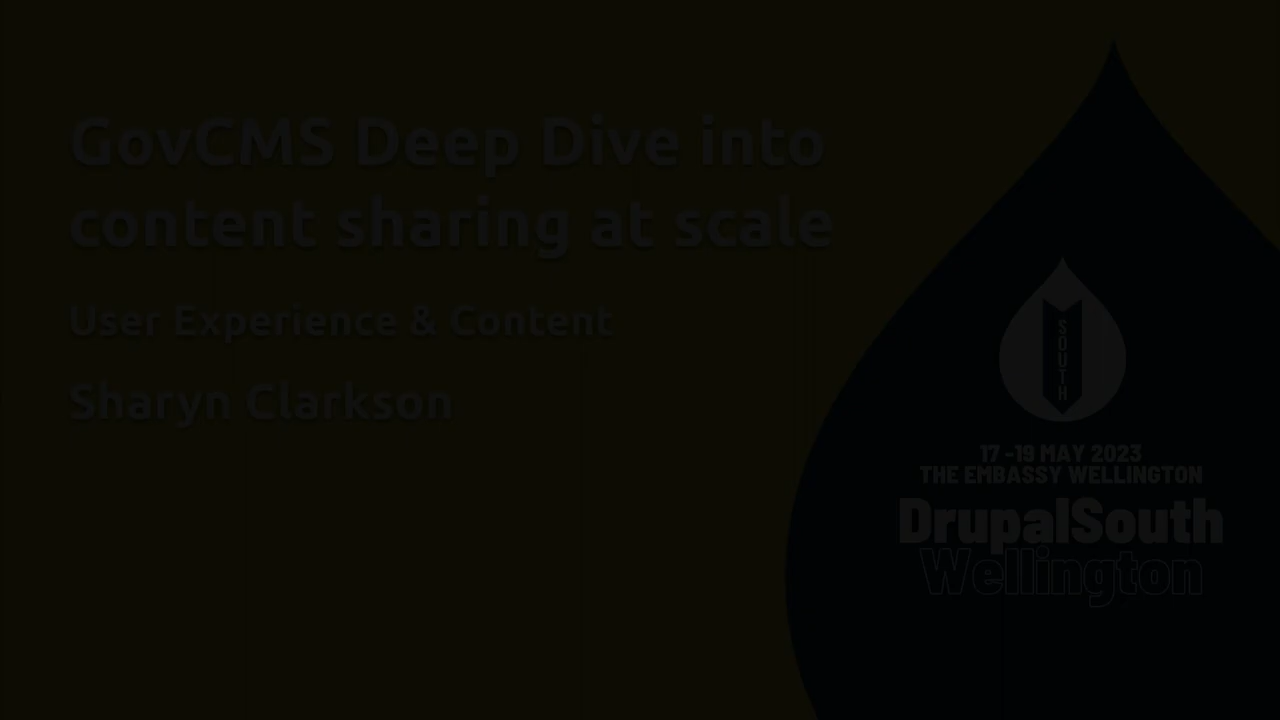 GovCMS Deep Dive into
content sharing at scale
User Experience & Content
Sharyn Clarkson
SOUTH
17 -19 MAY 2023
THE EMBASSY WELLINGTON
DrupalSouth
Wellington